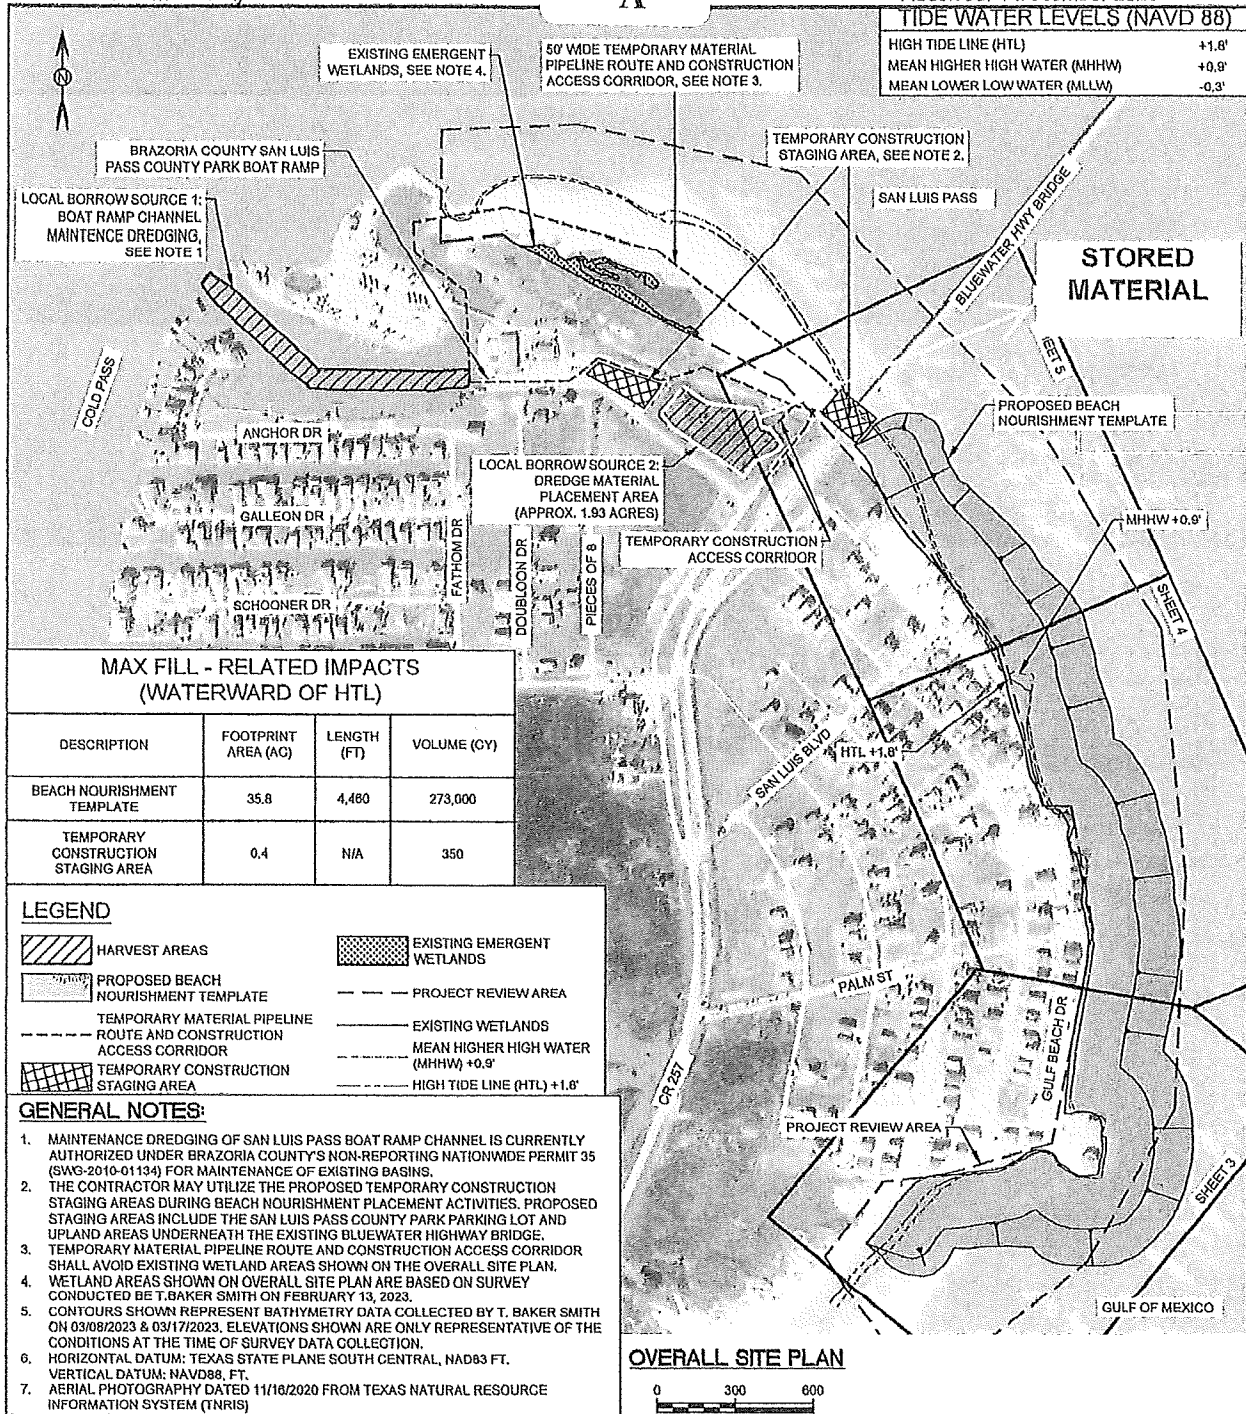 A
TIDE WATER LEVELS (NAVD 88)
HIGH TIDE LINE (HTL) +1.8'
MEAN HIGHER HIGH WATER (MHHW) +0.9'
MEAN LOWER LOW WATER (MLLW) -0.3'
N
EXISTING EMERGENT
WETLANDS, SEE NOTE 4.
50' WIDE TEMPORARY MATERIAL
PIPELINE ROUTE AND CONSTRUCTION
ACCESS CORRIDOR, SEE NOTE 3.
BRAZORIA COUNTY SAN LUIS
PASS COUNTY PARK BOAT RAMP
TEMPORARY CONSTRUCTION
STAGING AREA, SEE NOTE 2.
LOCAL BORROW SOURCE 1:
BOAT RAMP CHANNEL
MAINTENCE DREDGING,
SEE NOTE 1
SAN LUIS PASS
BLUEWATER HWY BRIDGE
STORED
MATERIAL
EET 5
COLD PASS
PROPOSED BEACH
NOURISHMENT TEMPLATE
ANCHOR DR
LOCAL BORROW SOURCE 2:
DREDGE MATERIAL
PLACEMENT AREA
(APPROX. 1.93 ACRES)
GALLEON DR
MHHW +0.9'
TEMPORARY CONSTRUCTION
ACCESS CORRIDOR
FATHOM DR
DOUBLOON DR
PIECES OF 8
SCHOONER DR
SHEET 4
MAX FILL - RELATED IMPACTS
(WATERWARD OF HTL)
DESCRIPTION FOOTPRINT AREA (AC) LENGTH (FT) VOLUME (CY)
BEACH NOURISHMENT TEMPLATE 35.8 4,460 273,000
TEMPORARY CONSTRUCTION STAGING AREA 0.4 N/A 350
SAN LUIS BLVD
HTL +1.8'
LEGEND
HARVEST AREAS
PROPOSED BEACH
NOURISHMENT TEMPLATE
TEMPORARY MATERIAL PIPELINE
ROUTE AND CONSTRUCTION
ACCESS CORRIDOR
TEMPORARY CONSTRUCTION
STAGING AREA
EXISTING EMERGENT
WETLANDS
PROJECT REVIEW AREA
EXISTING WETLANDS
MEAN HIGHER HIGH WATER
(MHHW) +0.9'
HIGH TIDE LINE (HTL) +1.8'
PALM ST
GULF BEACH DR
CR 257
PROJECT REVIEW AREA
SHEET 3
GULF OF MEXICO
GENERAL NOTES:
1. MAINTENANCE DREDGING OF SAN LUIS PASS BOAT RAMP CHANNEL IS CURRENTLY
AUTHORIZED UNDER BRAZORIA COUNTY'S NON-REPORTING NATIONWIDE PERMIT 35
(SWG-2010-01134) FOR MAINTENANCE OF EXISTING BASINS.
2. THE CONTRACTOR MAY UTILIZE THE PROPOSED TEMPORARY CONSTRUCTION
STAGING AREAS DURING BEACH NOURISHMENT PLACEMENT ACTIVITIES. PROPOSED
STAGING AREAS INCLUDE THE SAN LUIS PASS COUNTY PARK PARKING LOT AND
UPLAND AREAS UNDERNEATH THE EXISTING BLUEWATER HIGHWAY BRIDGE.
3. TEMPORARY MATERIAL PIPELINE ROUTE AND CONSTRUCTION ACCESS CORRIDOR
SHALL AVOID EXISTING WETLAND AREAS SHOWN ON THE OVERALL SITE PLAN.
4. WETLAND AREAS SHOWN ON OVERALL SITE PLAN ARE BASED ON SURVEY
CONDUCTED BE T.BAKER SMITH ON FEBRUARY 13, 2023.
5. CONTOURS SHOWN REPRESENT BATHYMETRY DATA COLLECTED BY T. BAKER SMITH
ON 03/08/2023 & 03/17/2023. ELEVATIONS SHOWN ARE ONLY REPRESENTATIVE OF THE
CONDITIONS AT THE TIME OF SURVEY DATA COLLECTION.
6. HORIZONTAL DATUM: TEXAS STATE PLANE SOUTH CENTRAL, NAD83 FT.
VERTICAL DATUM: NAVD88, FT.
7. AERIAL PHOTOGRAPHY DATED 11/16/2020 FROM TEXAS NATURAL RESOURCE
INFORMATION SYSTEM (TNRIS)
OVERALL SITE PLAN
0 300 600